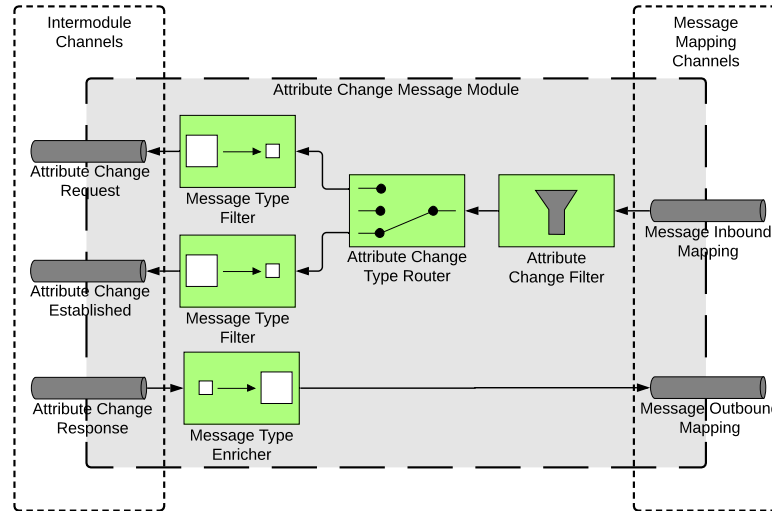 Intermodule
Channels
Message
Mapping
Channels
Attribute Change Message Module
Attribute Change
Request
Message Type
Filter
Attribute Change
Type Router
Attribute
Change Filter
Message Inbound
Mapping
Attribute Change
Established
Message Type
Filter
Attribute Change
Response
Message Type
Enricher
Message Outbound
Mapping